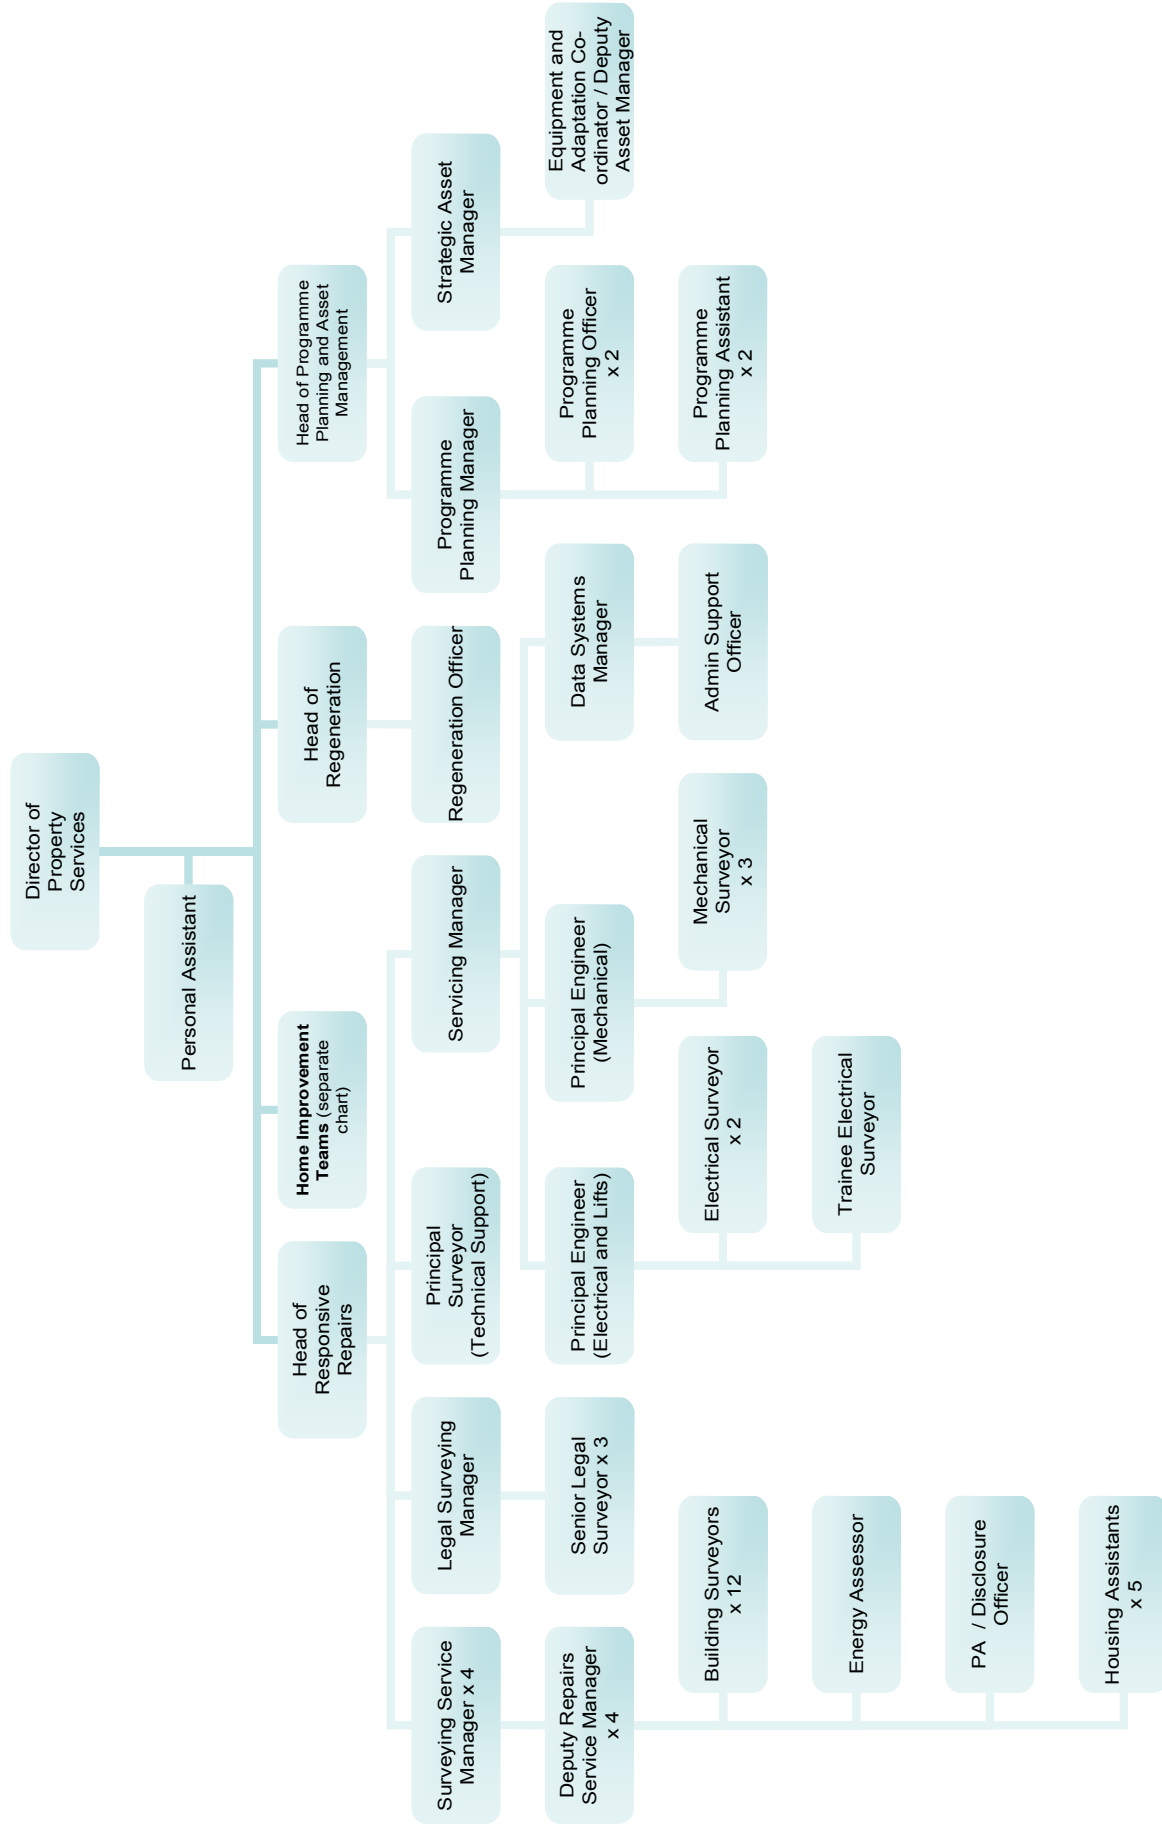 Director of
Property
Services
Personal Assistant
Head of
Responsive
Repairs
Home Improvement
Teams (separate
chart)
Head of
Regeneration
Head of Programme
Planning and Asset
Management
Surveying Service
Manager x 4
Legal Surveying
Manager
Principal
Surveyor
(Technical Support)
Servicing Manager
Regeneration Officer
Programme
Planning Manager
Strategic Asset
Manager
Deputy Repairs
Service Manager
x 4
Senior Legal
Surveyor x 3
Principal Engineer
(Electrical and Lifts)
Principal Engineer
(Mechanical)
Data Systems
Manager
Programme
Planning Officer
x 2
Equipment and
Adaptation Co-
ordinator / Deputy
Asset Manager
Building Surveyors
x 12
Electrical Surveyor
x 2
Mechanical
Surveyor
x 3
Admin Support
Officer
Programme
Planning Assistant
x 2
Energy Assessor
Trainee Electrical
Surveyor
PA / Disclosure
Officer
Housing Assistants
x 5